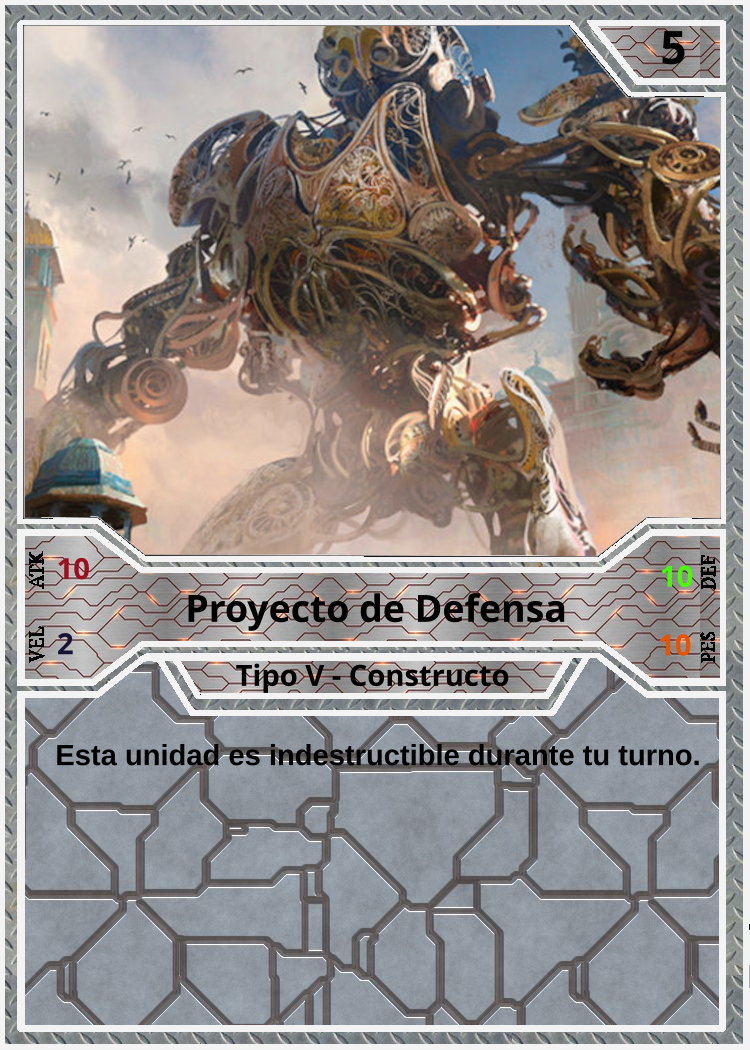 5
ATK 10
10 DEF
Proyecto de Defensa
VEL 2
10 PES
Tipo V - Constructo
Esta unidad es indestructible durante tu turno.